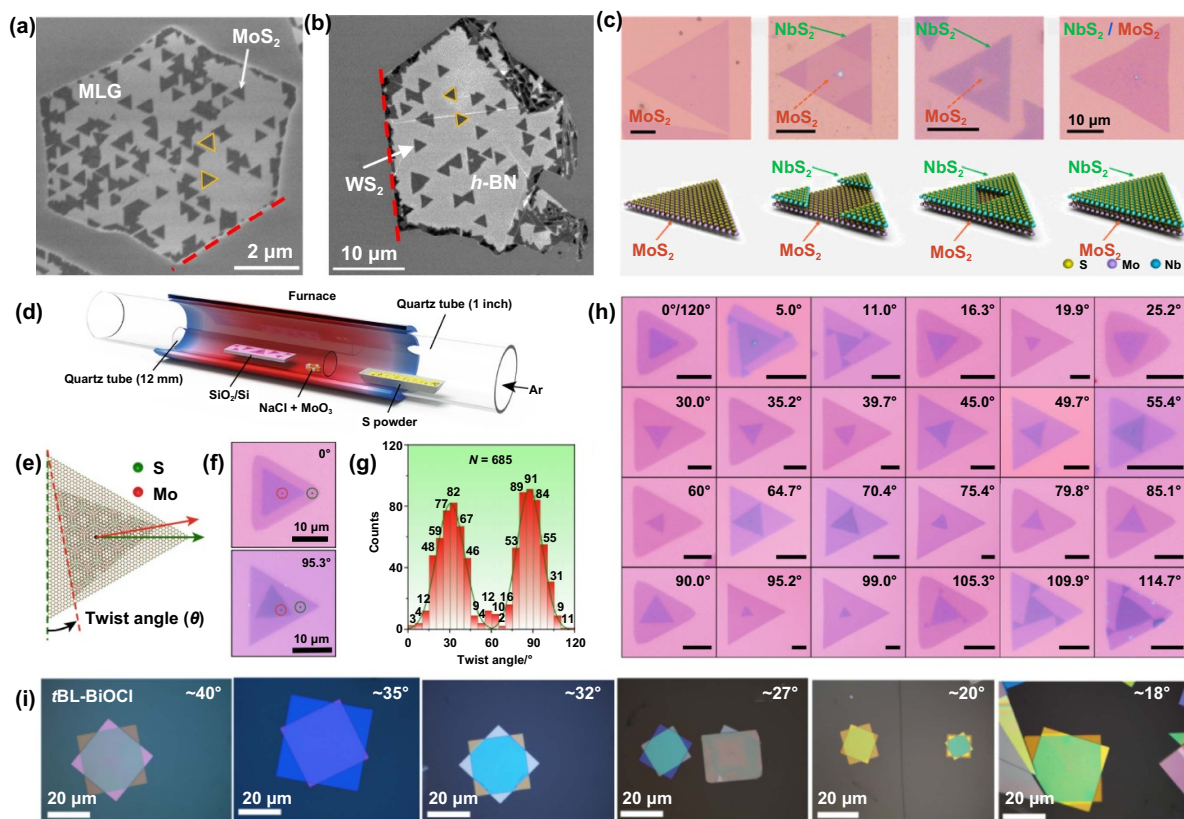 (a)
MoS2
MLG
2 μm
(b)
WS2
h-BN
10 μm
(c)
NbS2
NbS2
NbS2 / MoS2
MoS2
MoS2
MoS2
10 μm
NbS2
NbS2
MoS2
MoS2
MoS2
MoS2
S Mo Nb
(d)
Furnace
Quartz tube (1 inch)
Quartz tube (12 mm)
SiO2/Si
NaCl + MoO3
S powder
Ar
(e)
S
Mo
Twist angle (θ)
(f)
0°
10 μm
95.3°
10 μm
(g)
N = 685
Counts
120
80
40
0
3 4 12 48 59 77 82 67 46 9 4 12 10 2 16 53 89 91 84 55 31 9 11
0 30 60 90 120
Twist angle/°
(h)
0°/120° 5.0° 11.0° 16.3° 19.9° 25.2°
30.0° 35.2° 39.7° 45.0° 49.7° 55.4°
60° 64.7° 70.4° 75.4° 79.8° 85.1°
90.0° 95.2° 99.0° 105.3° 109.9° 114.7°
(i)
tBL-BiOCl
~40° ~35° ~32° ~27° ~20° ~18°
20 μm 20 μm 20 μm 20 μm 20 μm 20 μm